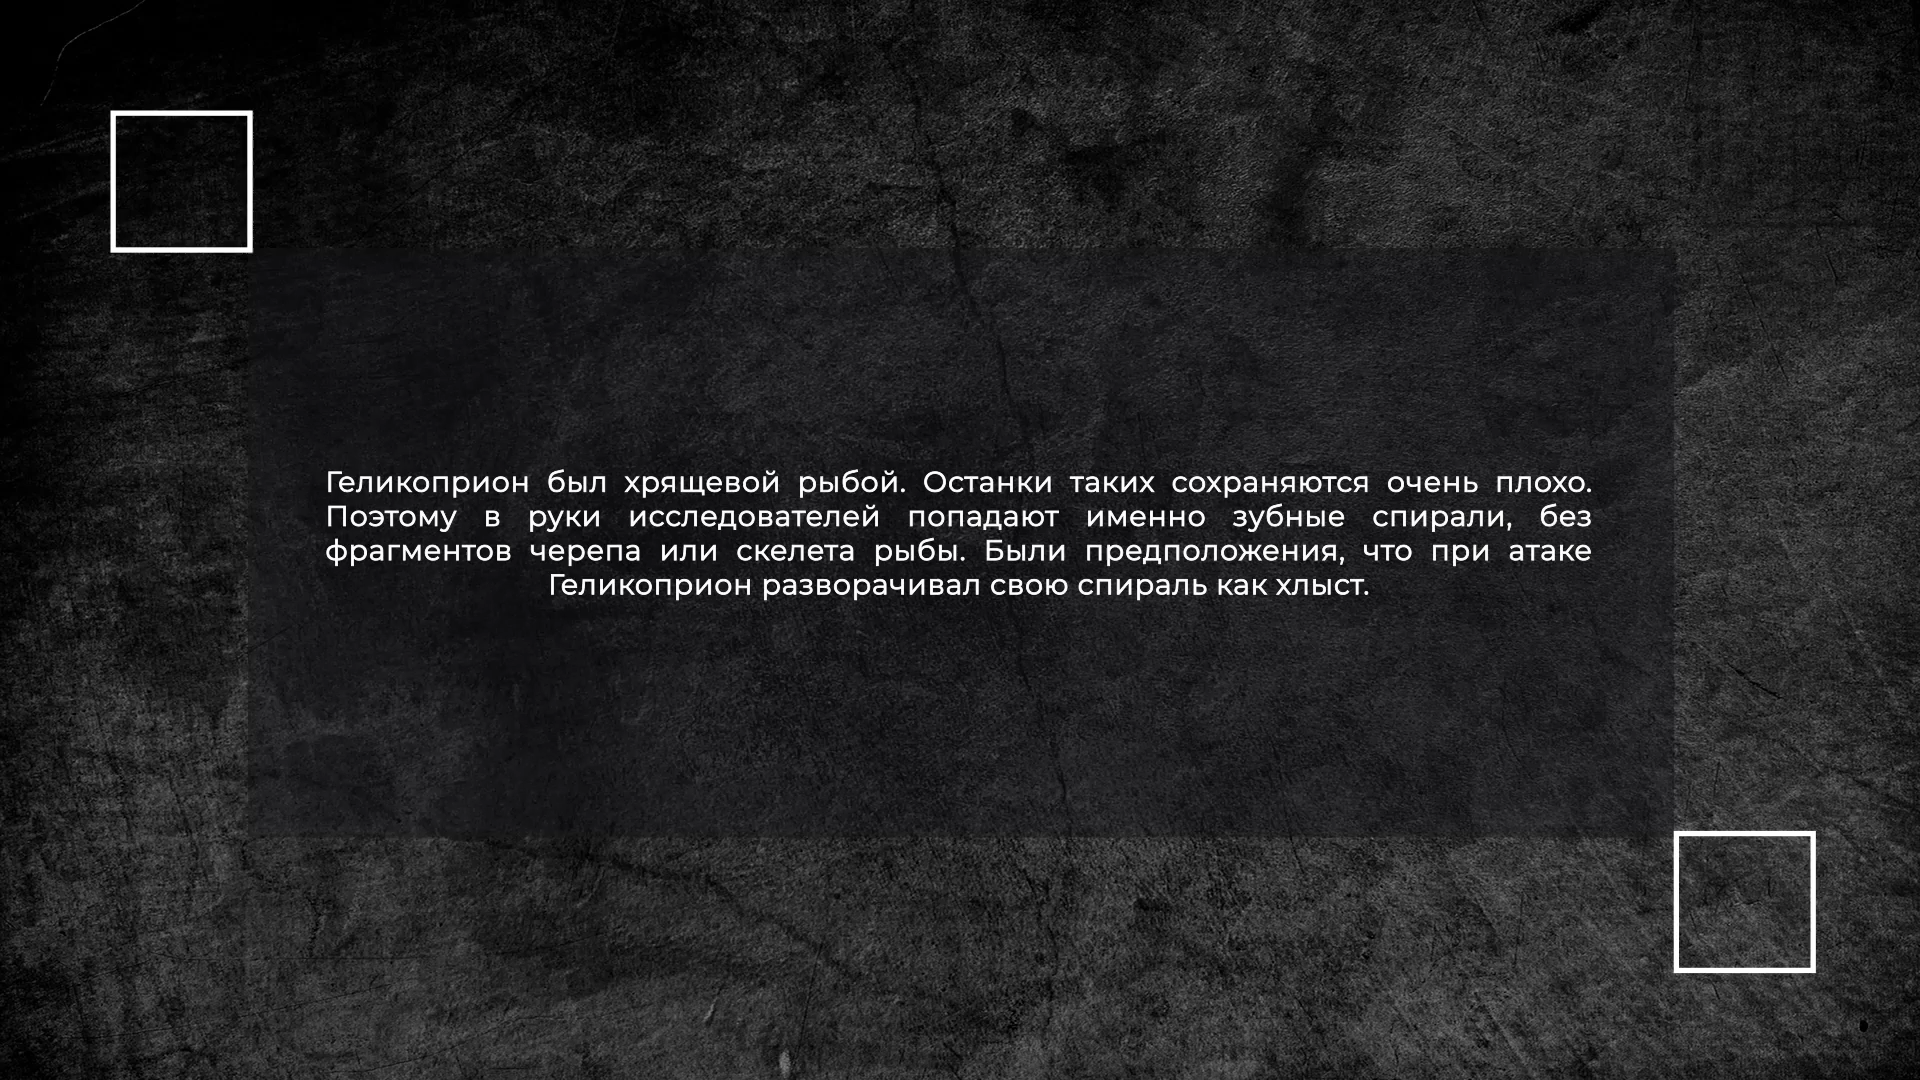 Геликоприон был хрящевой рыбой. Останки таких сохраняются очень плохо.
Поэтому в руки исследователей попадают именно зубные спирали, без
фрагментов черепа или скелета рыбы. Были предположения, что при атаке
Геликоприон разворачивал свою спираль как хлыст.